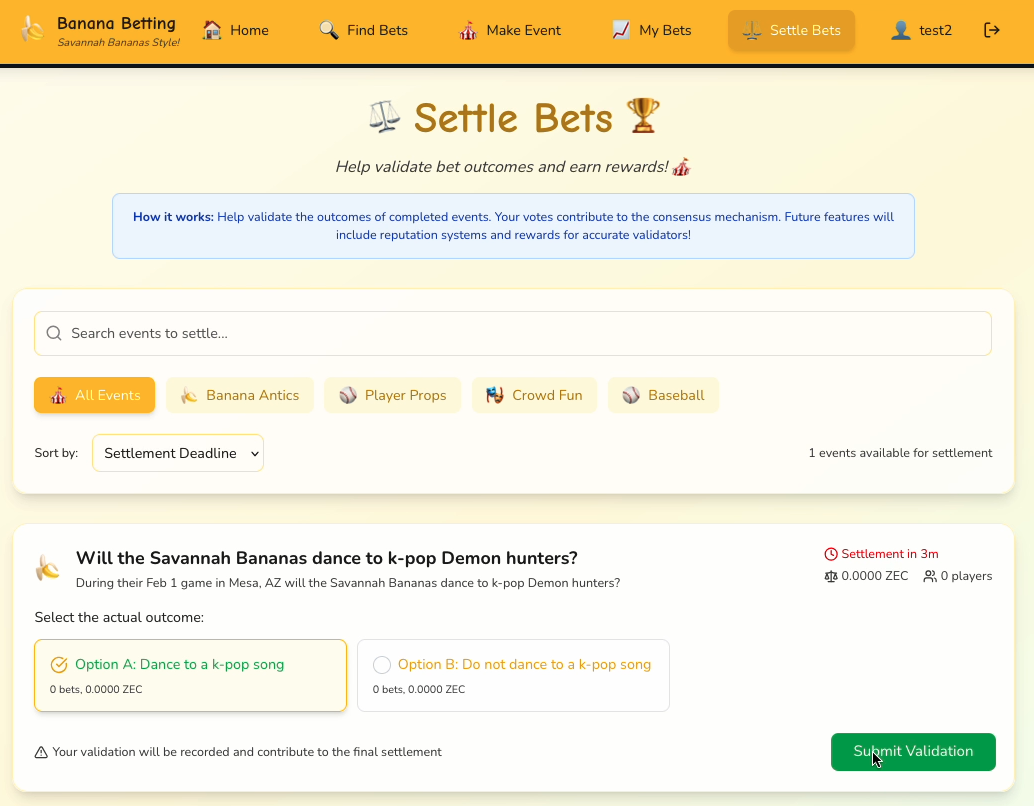 Banana Betting
Savannah Bananas Style!
Home
Find Bets
Make Event
My Bets
Settle Bets
test2
Settle Bets
Help validate bet outcomes and earn rewards!
How it works: Help validate the outcomes of completed events. Your votes contribute to the consensus mechanism. Future features will
include reputation systems and rewards for accurate validators!
Search events to settle...
All Events
Banana Antics
Player Props
Crowd Fun
Baseball
Sort by:
Settlement Deadline
1 events available for settlement
Will the Savannah Bananas dance to k-pop Demon hunters?
During their Feb 1 game in Mesa, AZ will the Savannah Bananas dance to k-pop Demon hunters?
Settlement in 3m
0.0000 ZEC
0 players
Select the actual outcome:
Option A: Dance to a k-pop song
0 bets, 0.0000 ZEC
Option B: Do not dance to a k-pop song
0 bets, 0.0000 ZEC
Your validation will be recorded and contribute to the final settlement
Submit Validation